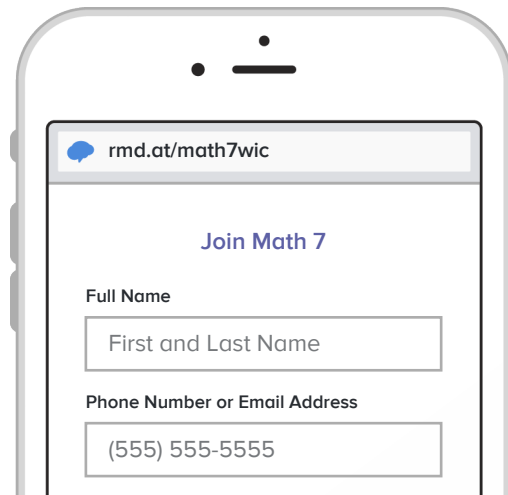 rmd.at/math7wic
Join Math 7
Full Name
First and Last Name
Phone Number or Email Address
(555) 555-5555